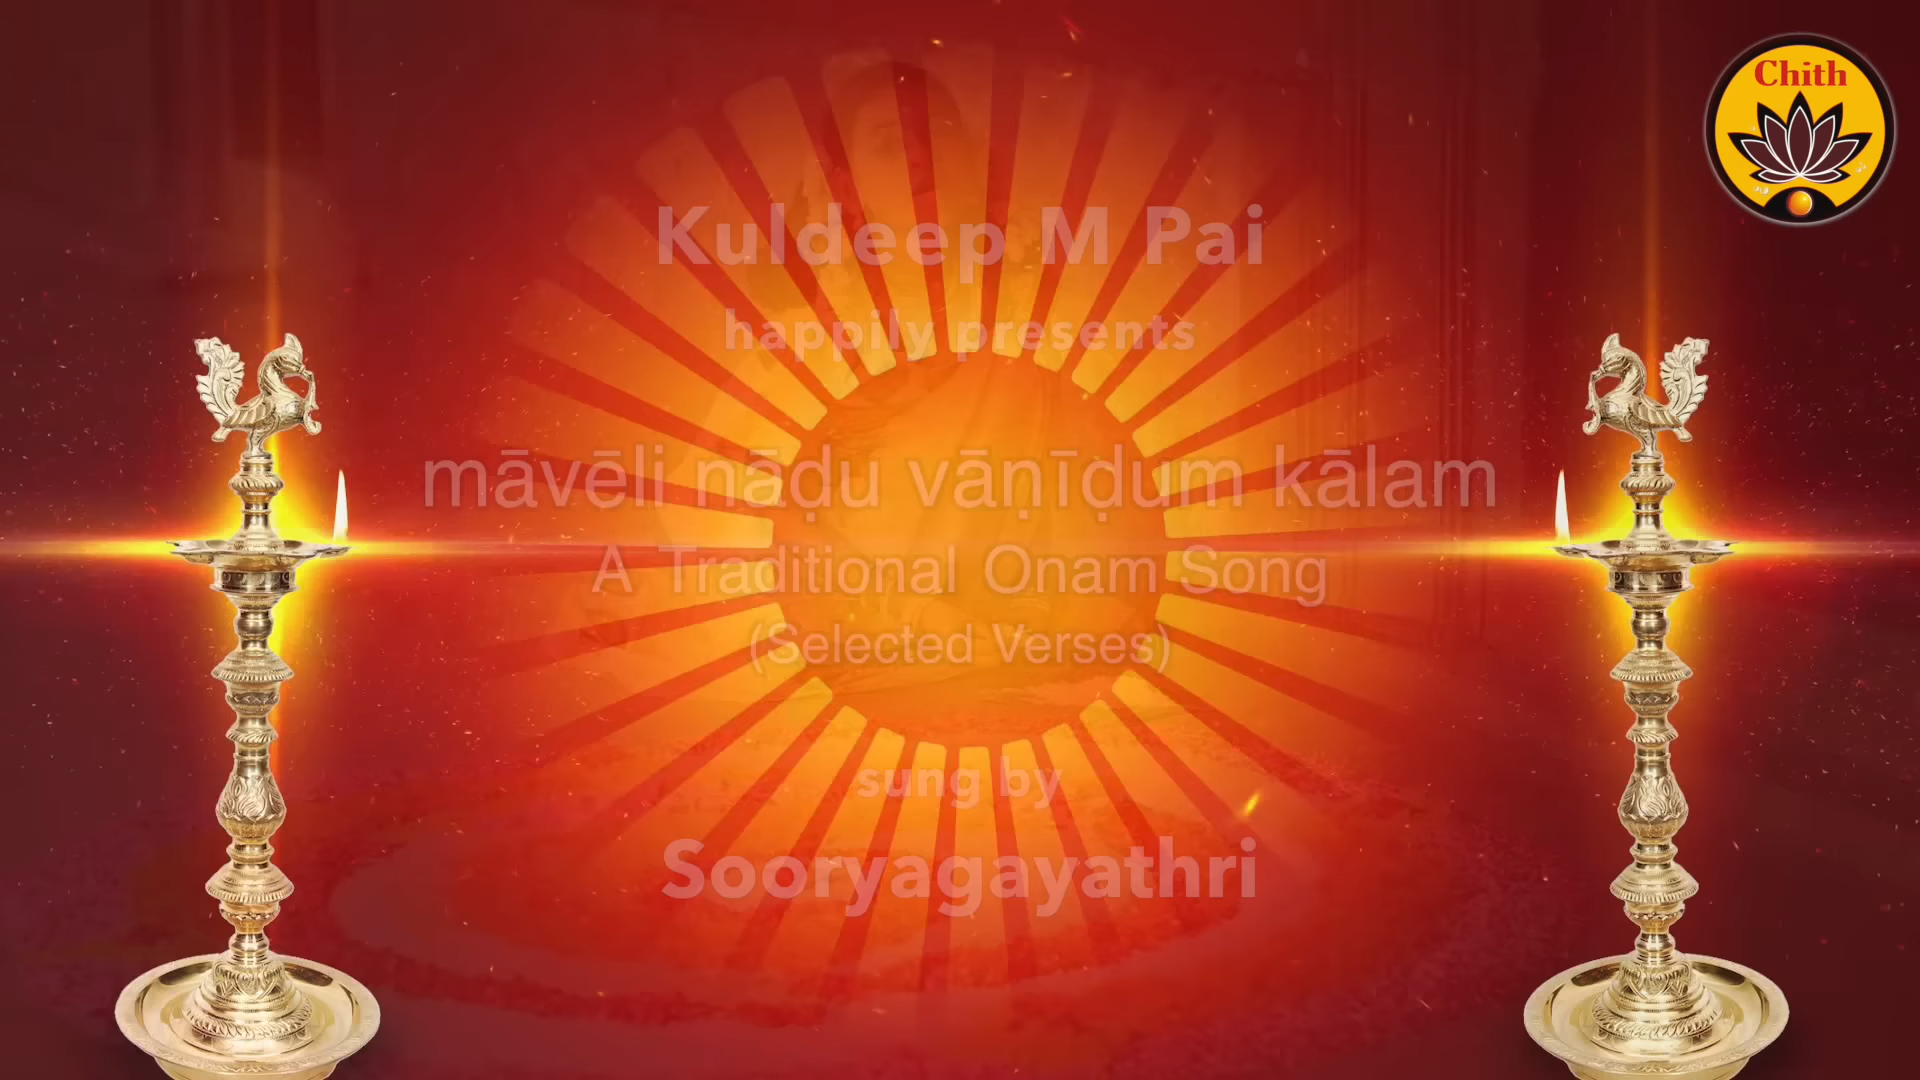 Chith
Kuldeep M Pai
happily presents
māvēli nāḍu vāṇīḍum kālam
A Traditional Onam Song
(Selected Verses)
sung by
Sooryagayathri